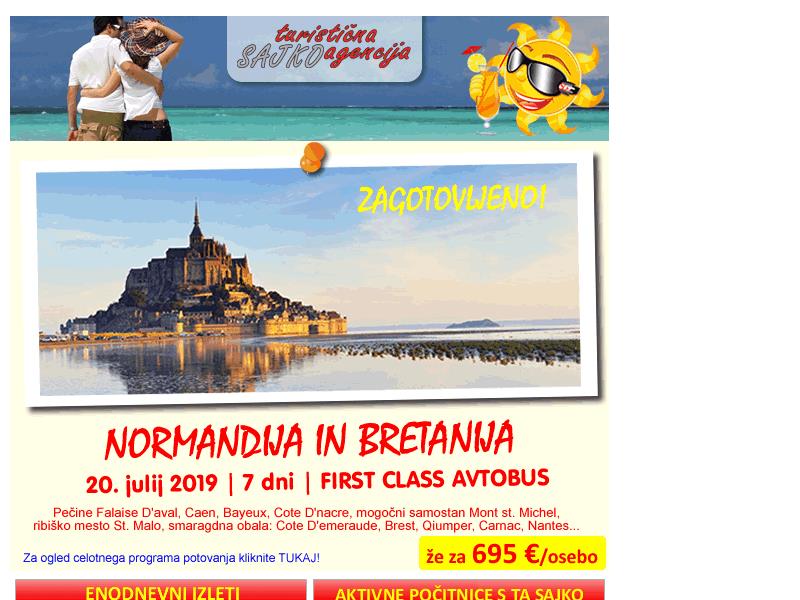 turistična
SAJKO agencija
ZAGOTOVLJENO!
NORMANDIJA IN BRETANIJA
20. julij 2019 | 7 dni | FIRST CLASS AVTOBUS
Pečine Falaise D'aval, Caen, Bayeux, Cote D'nacre, mogočni samostan Mont st. Michel,
ribiško mesto St. Malo, smaragdna obala: Cote D'emeraude, Brest, Qiumper, Carnac, Nantes...
Za ogled celotnega programa potovanja kliknite TUKAJ!
že za 695 €/osebo
ENODNEVNI IZLETI
AKTIVNE POČITNICE S TA SAJKO